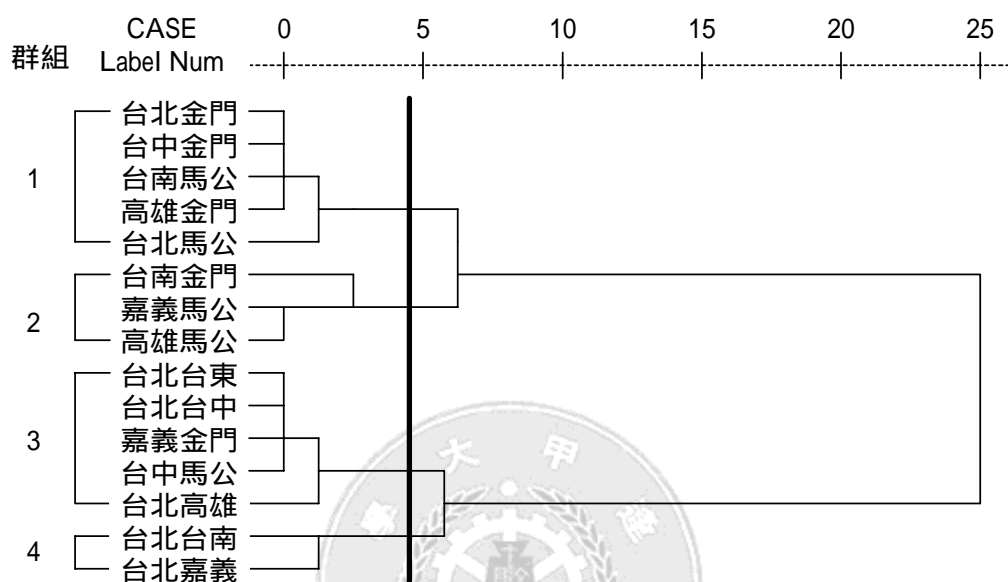 CASE 0 5 10 15 20 25
群組 Label Num
台北金門
台中金門
1 台南馬公
高雄金門
台北馬公
台南金門
2 嘉義馬公
高雄馬公
台北台東
台北台中
3 嘉義金門
台中馬公
台北高雄
4 台北台南
台北嘉義
大 甲 逢